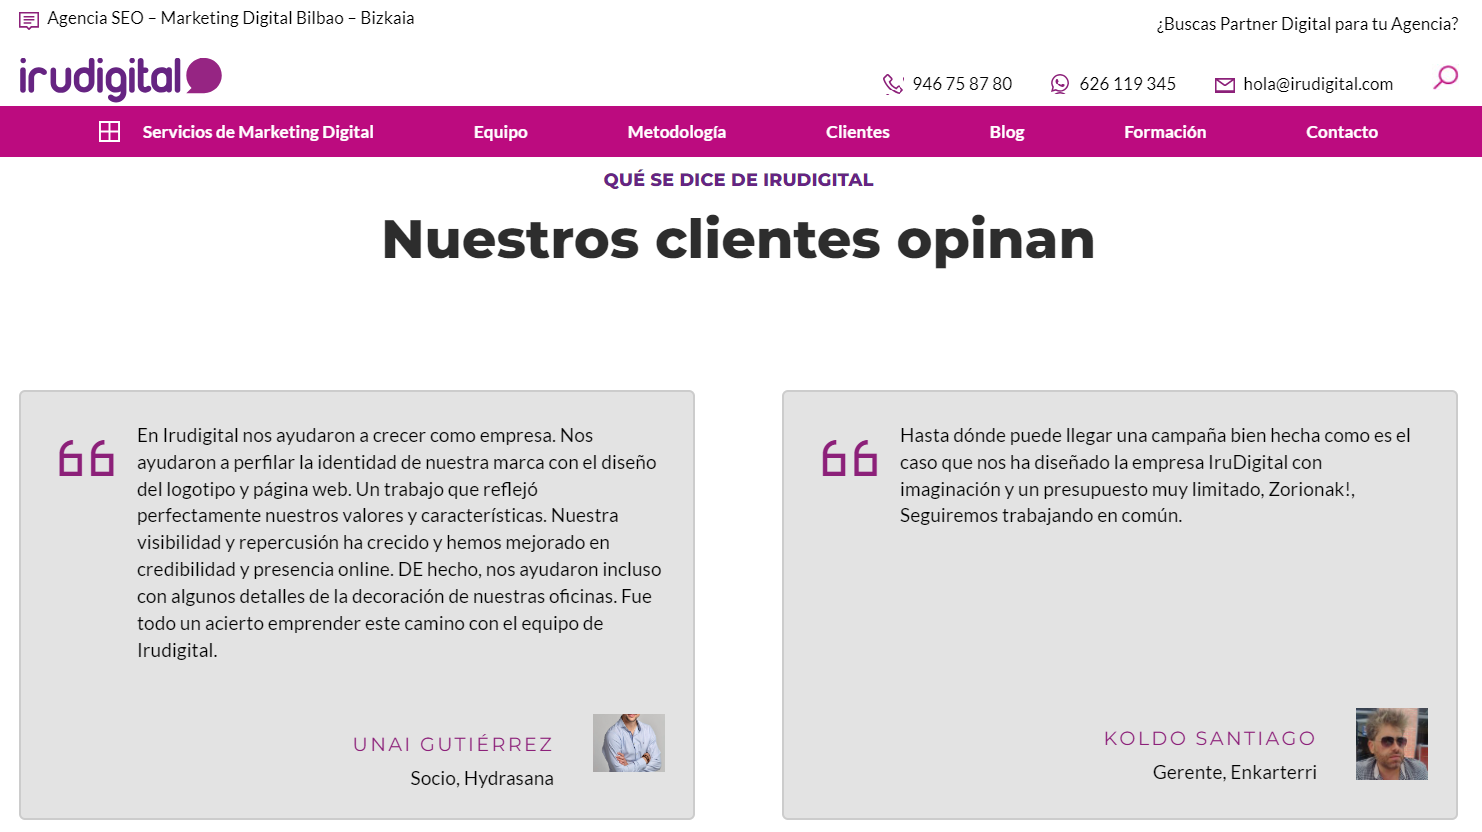 Agencia SEO – Marketing Digital Bilbao – Bizkaia
¿Buscas Partner Digital para tu Agencia?
irudigital
946 75 87 80
626 119 345
hola@irudigital.com
Servicios de Marketing Digital
Equipo
Metodología
Clientes
Blog
Formación
Contacto
QUÉ SE DICE DE IRUDIGITAL
Nuestros clientes opinan
En Irudigital nos ayudaron a crecer como empresa. Nos
ayudaron a perfilar la identidad de nuestra marca con el diseño
del logotipo y página web. Un trabajo que reflejó
perfectamente nuestros valores y características. Nuestra
visibilidad y repercusión ha crecido y hemos mejorado en
credibilidad y presencia online. DE hecho, nos ayudaron incluso
con algunos detalles de la decoración de nuestras oficinas. Fue
todo un acierto emprender este camino con el equipo de
Irudigital.
UNAI GUTIÉRREZ
Socio, Hydrasana
Hasta dónde puede llegar una campaña bien hecha como es el
caso que nos ha diseñado la empresa IruDigital con
imaginación y un presupuesto muy limitado, Zorionak!,
Seguiremos trabajando en común.
KOLDO SANTIAGO
Gerente, Enkarterri